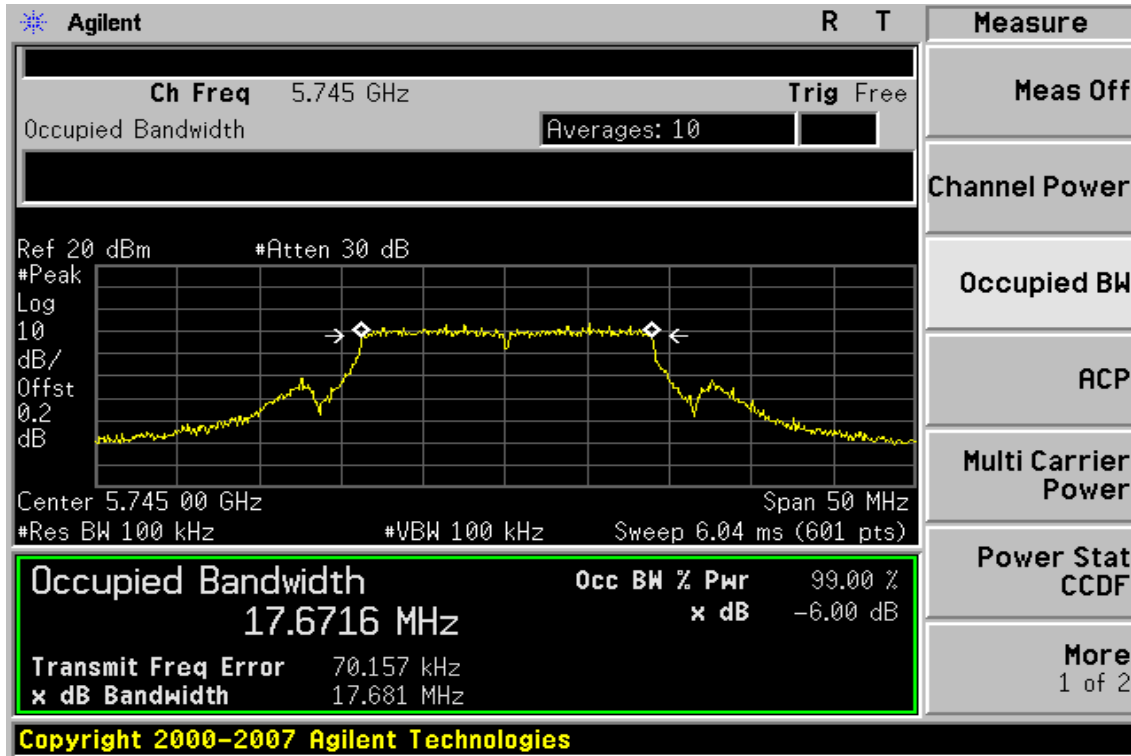 Agilent R T
Measure
Ch Freq 5.745 GHz Trig Free
Occupied Bandwidth Averages: 10
Ref 20 dBm #Atten 30 dB
#Peak
Log
10
dB/
Offst
0.2
dB
Center 5.745 00 GHz Span 50 MHz
#Res BW 100 kHz #VBW 100 kHz Sweep 6.04 ms (601 pts)
Occupied Bandwidth Occ BW % Pwr 99.00 %
17.6716 MHz x dB -6.00 dB
Transmit Freq Error 70.157 kHz
x dB Bandwidth 17.681 MHz
Copyright 2000-2007 Agilent Technologies
Meas Off
Channel Power
Occupied BW
ACP
Multi Carrier
Power
Power Stat
CCDF
More
1 of 2